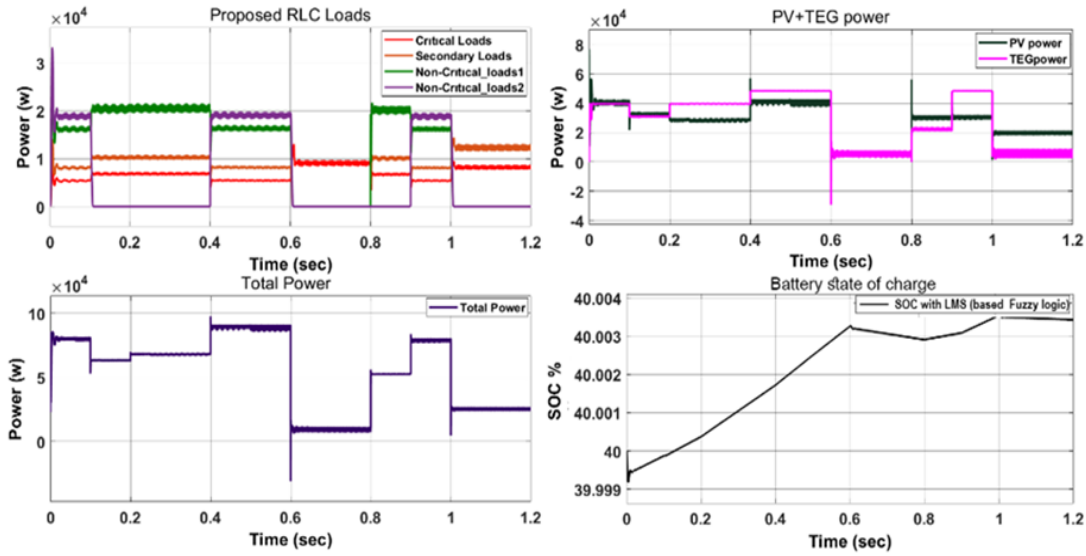 Proposed RLC Loads
×10⁴
Critical Loads
Secondary Loads
Non-Critical_loads1
Non-Critical_loads2
3
2
1
0
Power (w)
0 0.2 0.4 0.6 0.8 1 1.2
Time (sec)
PV+TEG power
×10⁴
PV power
TEGpower
8
6
4
2
0
-2
-4
Power (w)
0 0.2 0.4 0.6 0.8 1 1.2
Time (sec)
Total Power
×10⁴
Total Power
10
5
0
Power (w)
0 0.2 0.4 0.6 0.8 1 1.2
Time (sec)
Battery state of charge
SOC with LMS (based Fuzzy logic)
40.004
40.003
40.002
40.001
40
39.999
SOC %
0 0.2 0.4 0.6 0.8 1 1.2
Time (sec)